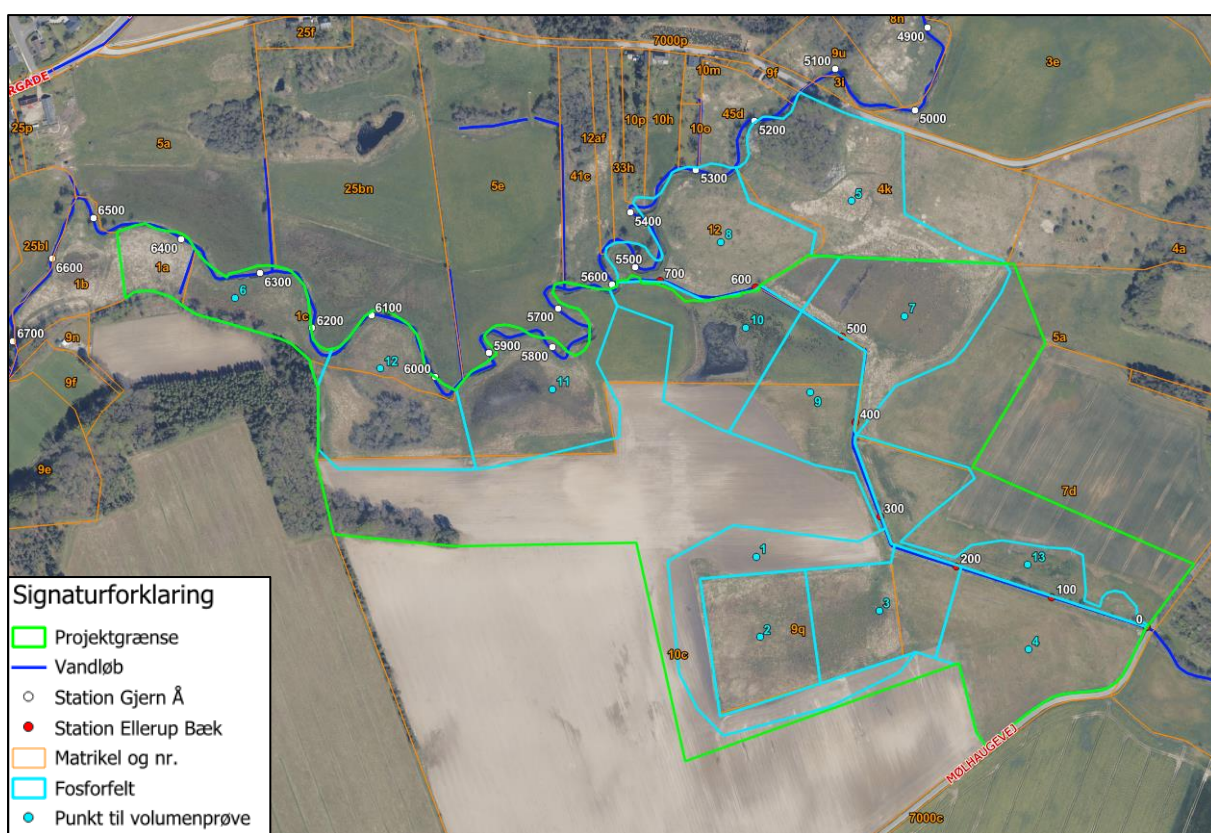 25f
7000p
8h
4900
9u
5100
3i
3e
RGADE
10m
9f
25p
5a
12af
10p
10h
10o
45d
5200
5000
33h
25bn
5e
41c
5300
5
4k
6500
5400
12
8
4a
25bl
6400
6600
1b
1a
5500
700
600
5600
6300
6
1c
6200
6100
5700
10
7
500
5a
6700
9n
5900
5800
12
6000
11
9
9f
400
9e
7d
300
1
200
13
100
0
3
2
9q
10c
4
MØLHAUGEVEJ
7000c
Signaturforklaring
Projektgrænse
Vandløb
Station Gjern Å
Station Ellerup Bæk
Matrikel og nr.
Fosforfelt
Punkt til volumenprøve